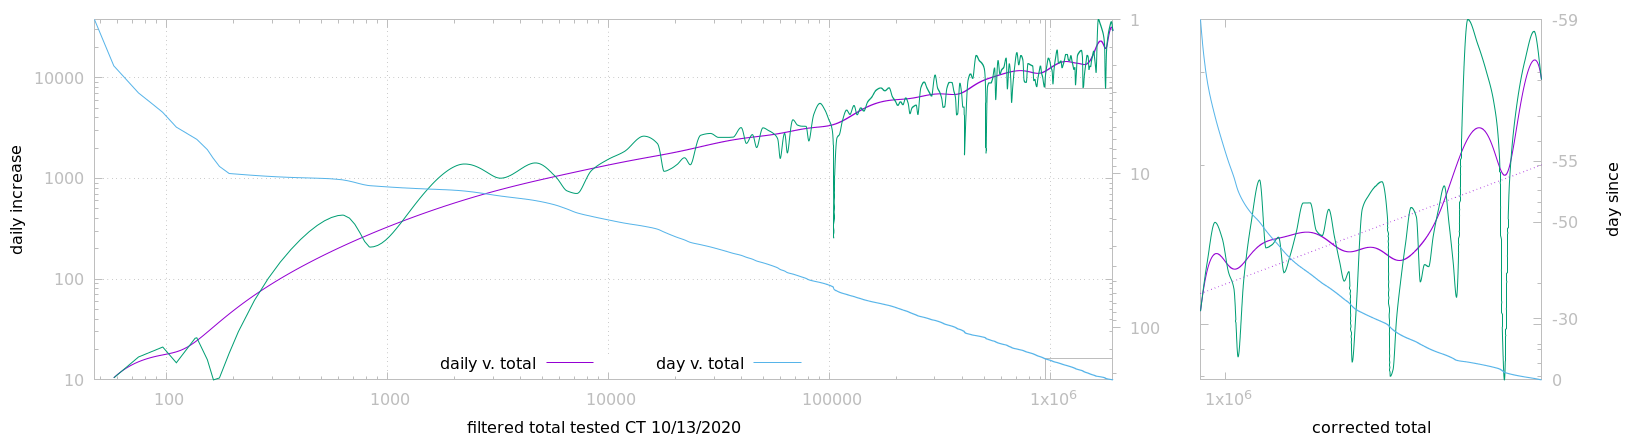 daily increase
10000
1000
100
10
100
1000
10000
100000
1x10^6
1
10
100
daily v. total
day v. total
filtered total tested CT 10/13/2020
-59
-55
-50
-30
0
day since
1x10^6
corrected total